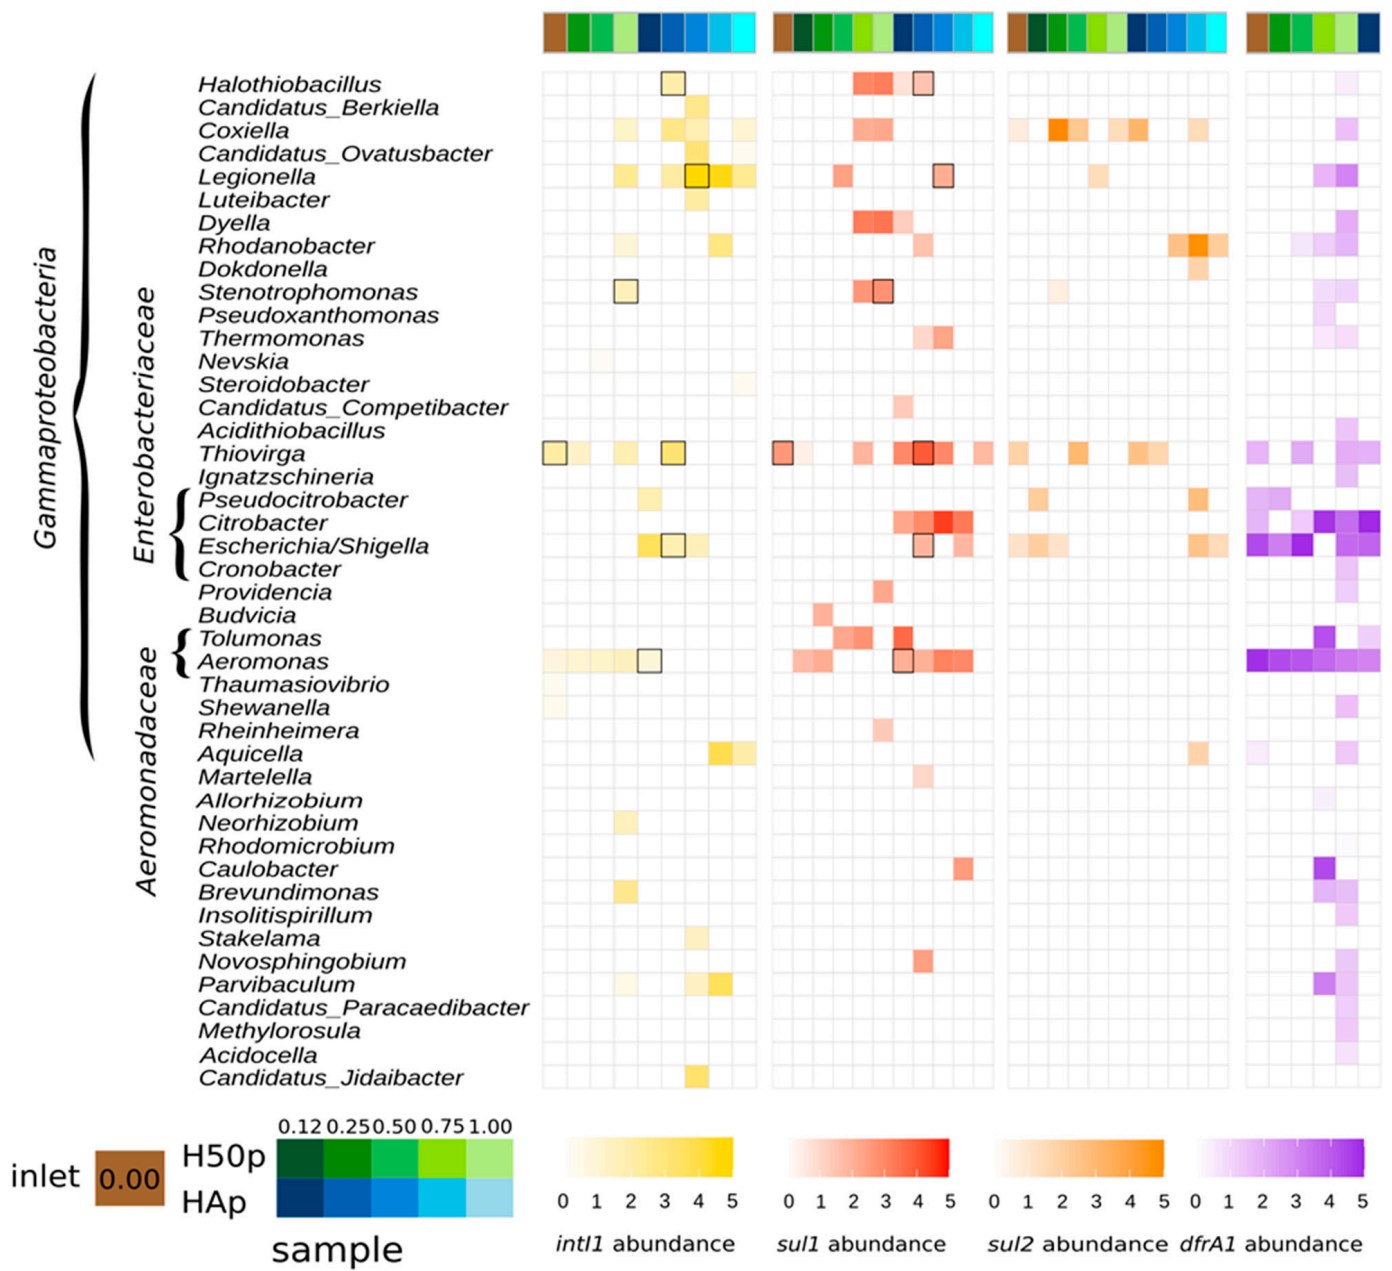 Gammaproteobacteria
Enterobacteriaceae
Aeromonadaceae
Halothiobacillus
Candidatus_Berkiella
Coxiella
Candidatus_Ovatusbacter
Legionella
Luteibacter
Dyella
Rhodanobacter
Dokdonella
Stenotrophomonas
Pseudoxanthomonas
Thermomonas
Nevskia
Steroidobacter
Candidatus_Competibacter
Acidithiobacillus
Thiovirga
Ignatzschineria
Pseudocitrobacter
Citrobacter
Escherichia/Shigella
Cronobacter
Providencia
Budvicia
Tolumonas
Aeromonas
Thaumasiovibrio
Shewanella
Rheinheimera
Aquicella
Martelella
Allorhizobium
Neorhizobium
Rhodomicrobium
Caulobacter
Brevundimonas
Insolitispirillum
Stakelama
Novosphingobium
Parvibaculum
Candidatus_Paracaedibacter
Methylorosula
Acidocella
Candidatus_Jidaibacter
0.12 0.25 0.50 0.75 1.00
inlet 0.00 H50p
HAp
sample
0 1 2 3 4 5
intI1 abundance
0 1 2 3 4 5
sul1 abundance
0 1 2 3 4 5
sul2 abundance
0 1 2 3 4 5
dfrA1 abundance